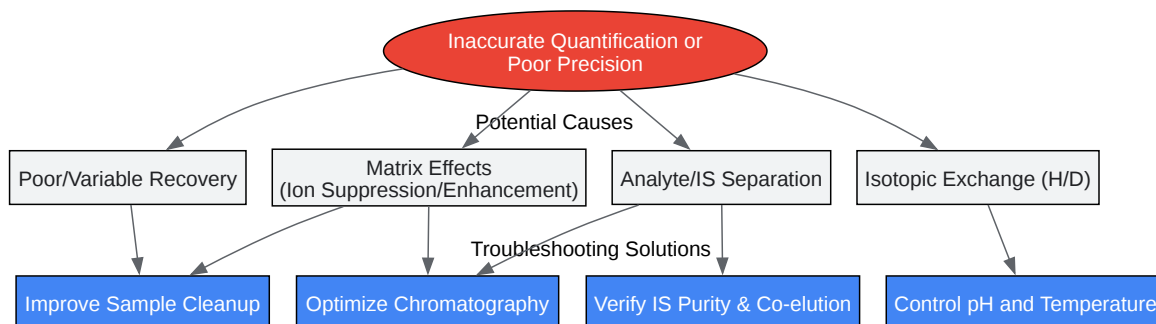 Inaccurate Quantification or
Poor Precision
Potential Causes
Poor/Variable Recovery
Matrix Effects
(Ion Suppression/Enhancement)
Analyte/IS Separation
Isotopic Exchange (H/D)
Troubleshooting Solutions
Improve Sample Cleanup
Optimize Chromatography
Verify IS Purity & Co-elution
Control pH and Temperature